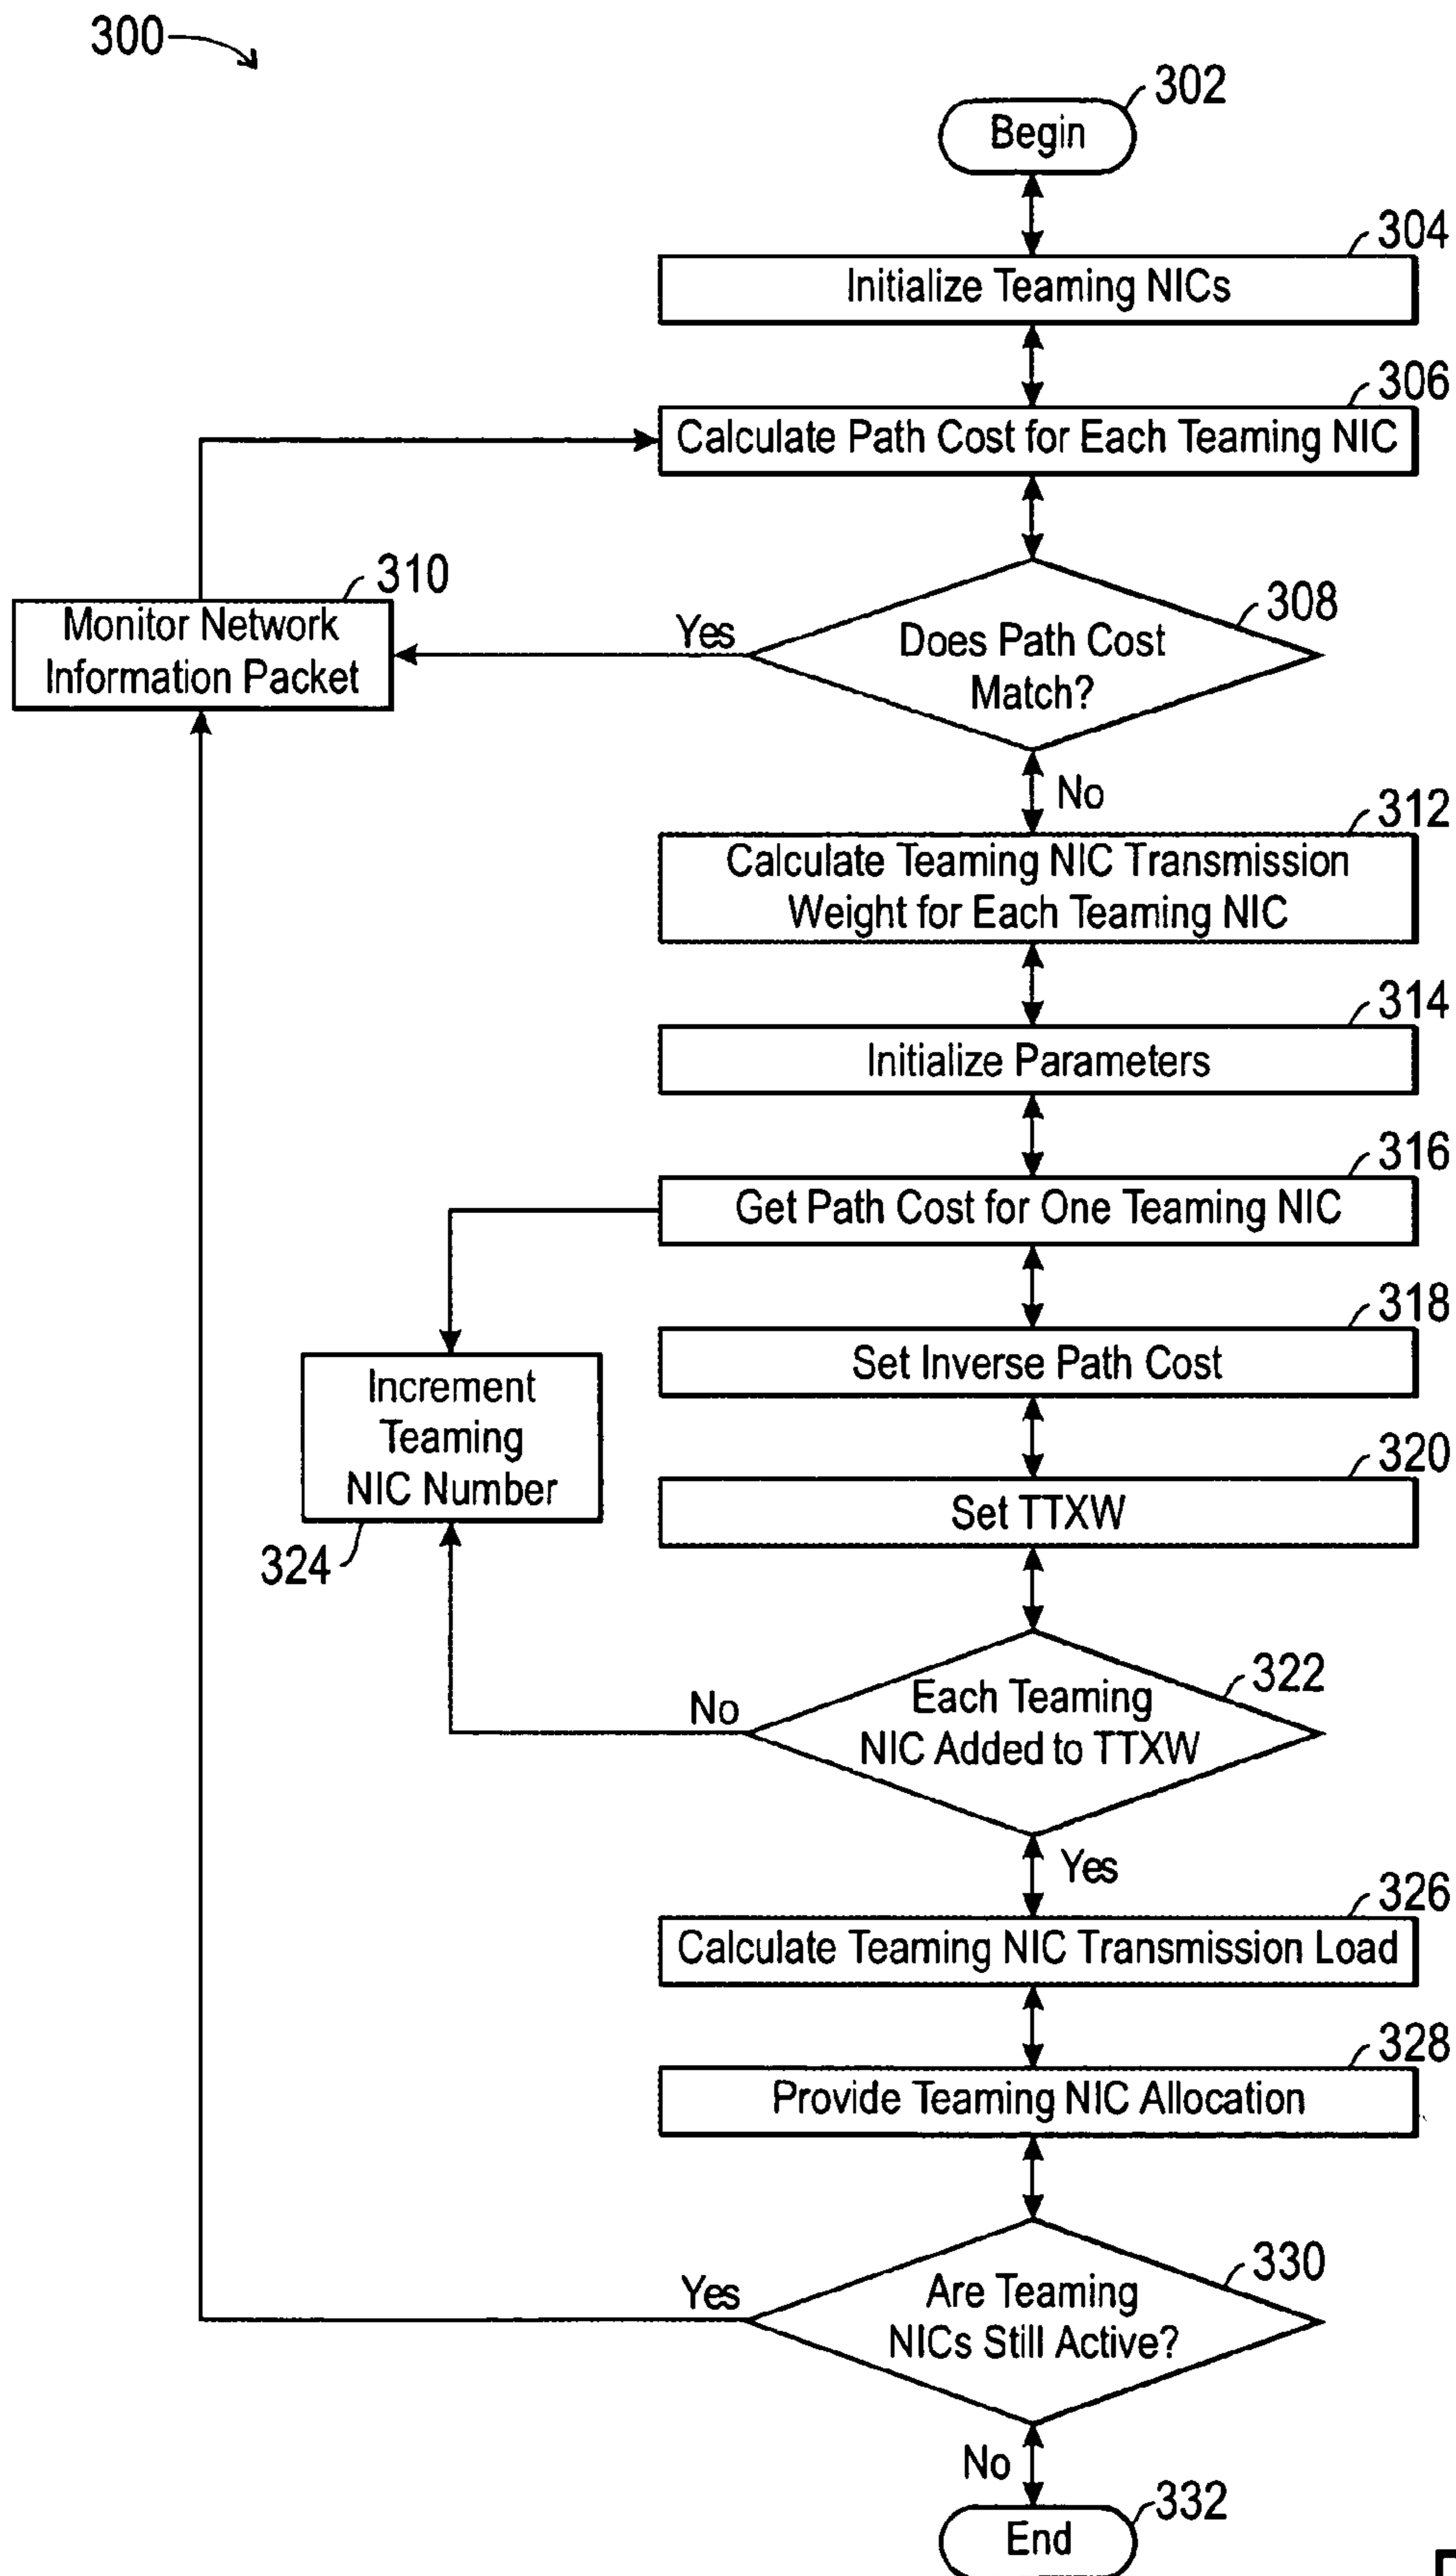 300
302
Begin
304
Initialize Teaming NICs
306
Calculate Path Cost for Each Teaming NIC
310
Monitor Network
Information Packet
Yes
308
Does Path Cost
Match?
No
312
Calculate Teaming NIC Transmission
Weight for Each Teaming NIC
314
Initialize Parameters
316
Get Path Cost for One Teaming NIC
318
Set Inverse Path Cost
Increment
Teaming
NIC Number
324
320
Set TTXW
322
Each Teaming
NIC Added to TTXW
No
Yes
326
Calculate Teaming NIC Transmission Load
328
Provide Teaming NIC Allocation
330
Are Teaming
NICs Still Active?
Yes
No
332
End